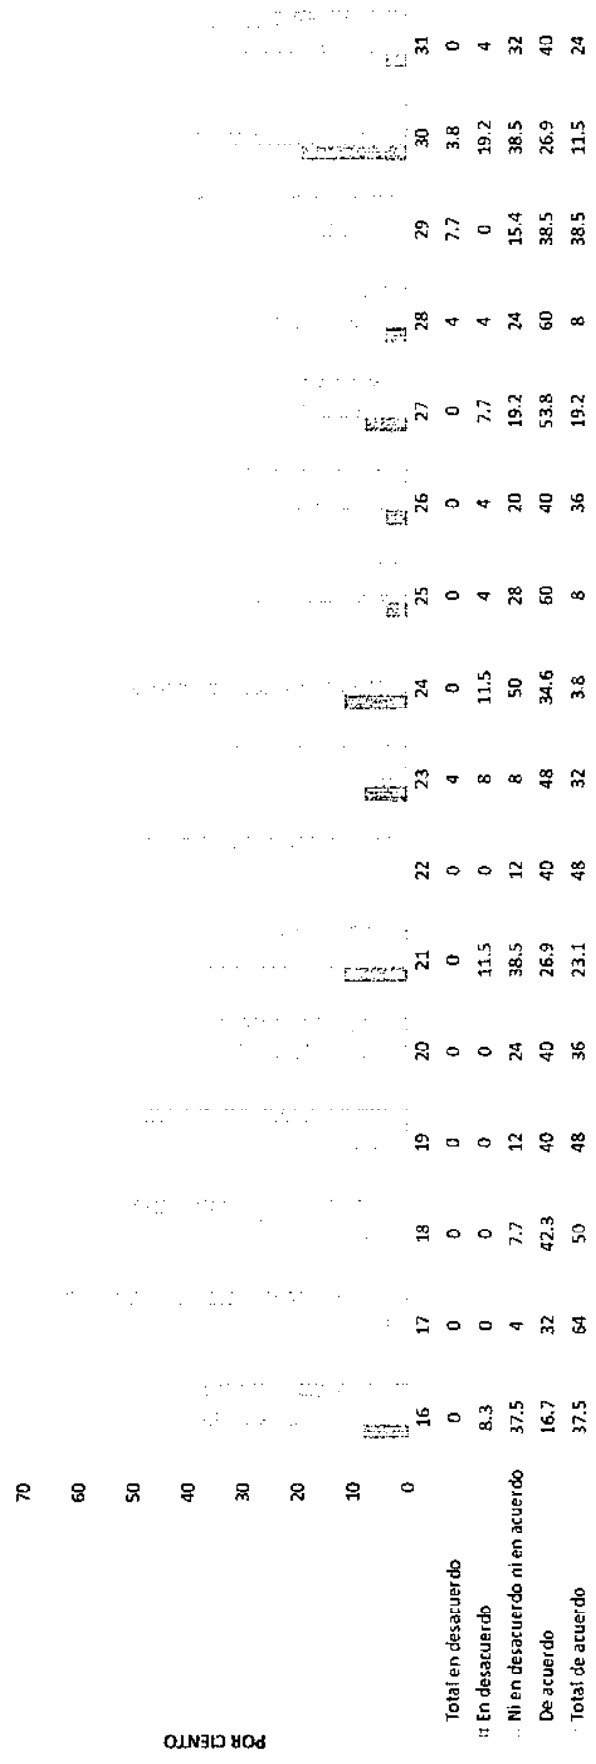 POR CIENTO
70
60
50
40
30
20
10
0
16 17 18 19 20 21 22 23 24 25 26 27 28 29 30 31
Total en desacuerdo 0 0 0 0 0 0 0 4 0 0 0 0 4 7.7 3.8 0
En desacuerdo 8.3 0 0 0 0 11.5 0 8 11.5 4 4 7.7 4 0 19.2 4
Ni en desacuerdo ni en acuerdo 37.5 4 7.7 12 24 38.5 12 8 50 28 20 19.2 24 15.4 38.5 32
De acuerdo 16.7 32 42.3 40 40 26.9 40 48 34.6 60 40 53.8 60 38.5 26.9 40
Total de acuerdo 37.5 64 50 48 36 23.1 48 32 3.8 8 36 19.2 8 38.5 11.5 24